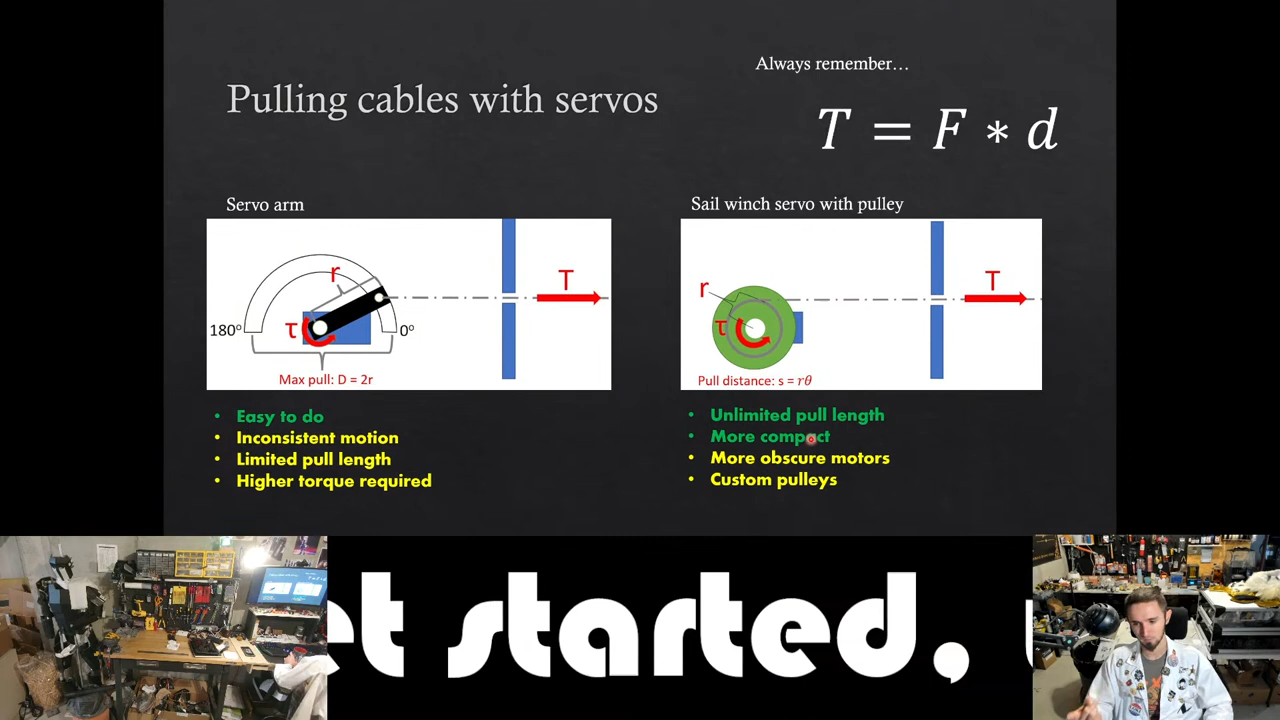 Always remember…
Pulling cables with servos
T = F ∗ d
Servo arm
r
T
180°
τ
0°
Max pull: D = 2r
Sail winch servo with pulley
r
T
τ
Pull distance: s = rθ
• Easy to do
• Inconsistent motion
• Limited pull length
• Higher torque required
• Unlimited pull length
• More compact
• More obscure motors
• Custom pulleys
et started,